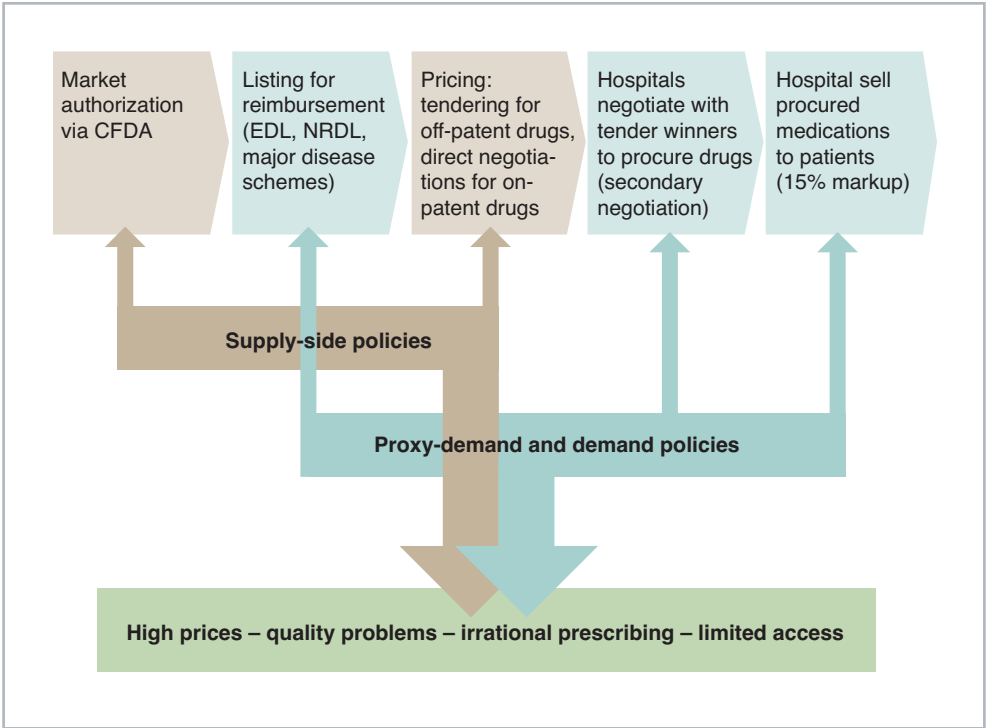 Market
authorization
via CFDA
Listing for
reimbursement
(EDL, NRDL,
major disease
schemes)
Pricing:
tendering for
off-patent drugs,
direct negotia-
tions for on-
patent drugs
Hospitals
negotiate with
tender winners
to procure drugs
(secondary
negotiation)
Hospital sell
procured
medications
to patients
(15% markup)
Supply-side policies
Proxy-demand and demand policies
High prices – quality problems – irrational prescribing – limited access